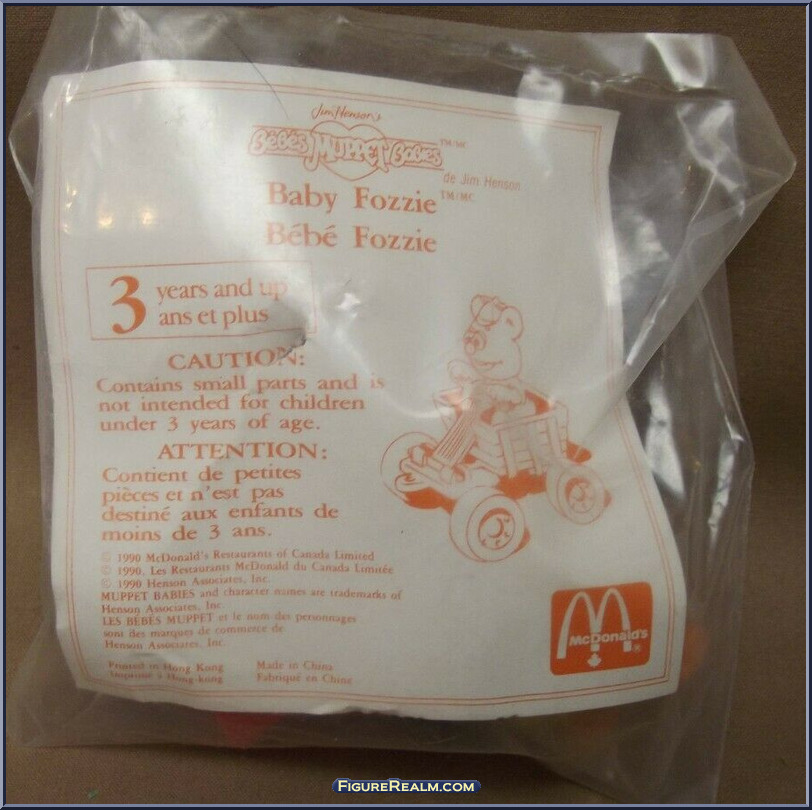 Jim Henson's
Bébés MUPPET Babies TM/MC
de Jim Henson
Baby Fozzie TM/MC
Bébé Fozzie
3 years and up
ans et plus
CAUTION:
Contains small parts and is
not intended for children
under 3 years of age.
ATTENTION:
Contient de petites
pièces et n'est pas
destiné aux enfants de
moins de 3 ans.
© 1990 McDonald's Restaurants of Canada Limited
© 1990, Les Restaurants McDonald du Canada Limitée
© 1990 Henson Associates, Inc.
MUPPET BABIES and character names are trademarks of
Henson Associates, Inc
LES BÉBÉS MUPPET et le nom des personnages
sont des marques de commerce de
Henson Associates, Inc.
Printed in Hong Kong
Imprimé à Hong-kong
Made in China
Fabriqué en Chine
McDonald's ®
FIGUREREALM.COM